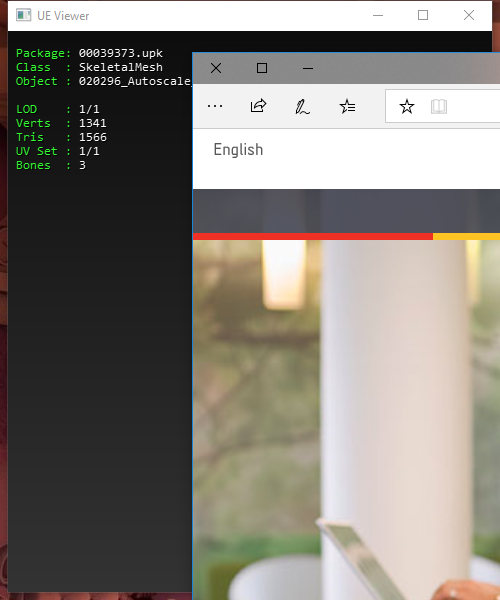 UE Viewer
Package: 00039373.upk
Class : SkeletalMesh
Object : 020296_Autoscale_
LOD : 1/1
Verts : 1341
Tris : 1566
UV Set : 1/1
Bones : 3
English